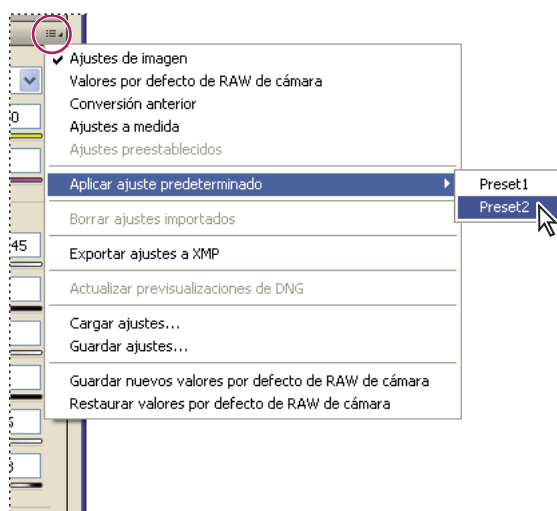 Ajustes de imagen
Valores por defecto de RAW de cámara
Conversión anterior
0
Ajustes a medida
Ajustes preestablecidos
Aplicar ajuste predeterminado
Preset1
Preset2
Borrar ajustes importados
45
Exportar ajustes a XMP
Actualizar previsualizaciones de DNG
Cargar ajustes...
Guardar ajustes...
Guardar nuevos valores por defecto de RAW de cámara
Restaurar valores por defecto de RAW de cámara